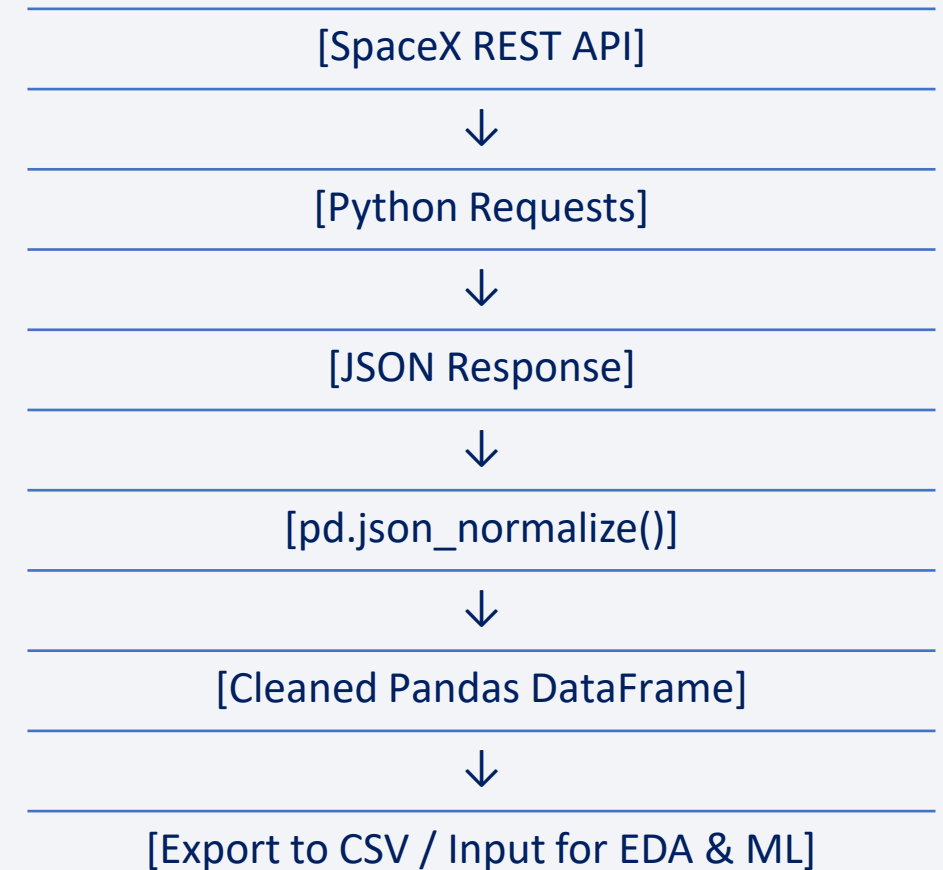 [SpaceX REST API]
↓
[Python Requests]
↓
[JSON Response]
↓
[pd.json_normalize()]
↓
[Cleaned Pandas DataFrame]
↓
[Export to CSV / Input for EDA & ML]